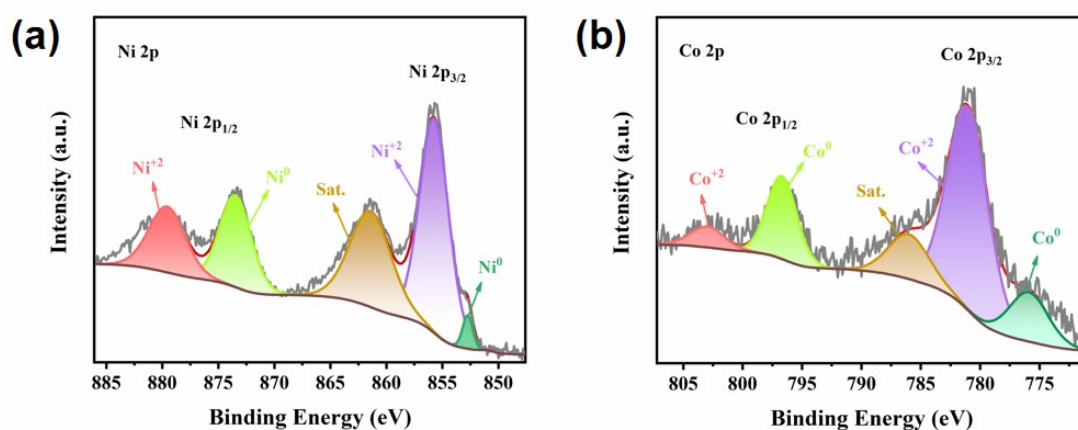 (a)
Ni 2p
Ni 2p3/2
Ni 2p1/2
Ni+2
Ni0
Sat.
Ni+2
Ni0
Intensity (a.u.)
885 880 875 870 865 860 855 850
Binding Energy (eV)
(b)
Co 2p
Co 2p3/2
Co 2p1/2
Co+2
Co0
Sat.
Co+2
Co0
Intensity (a.u.)
805 800 795 790 785 780 775
Binding Energy (eV)